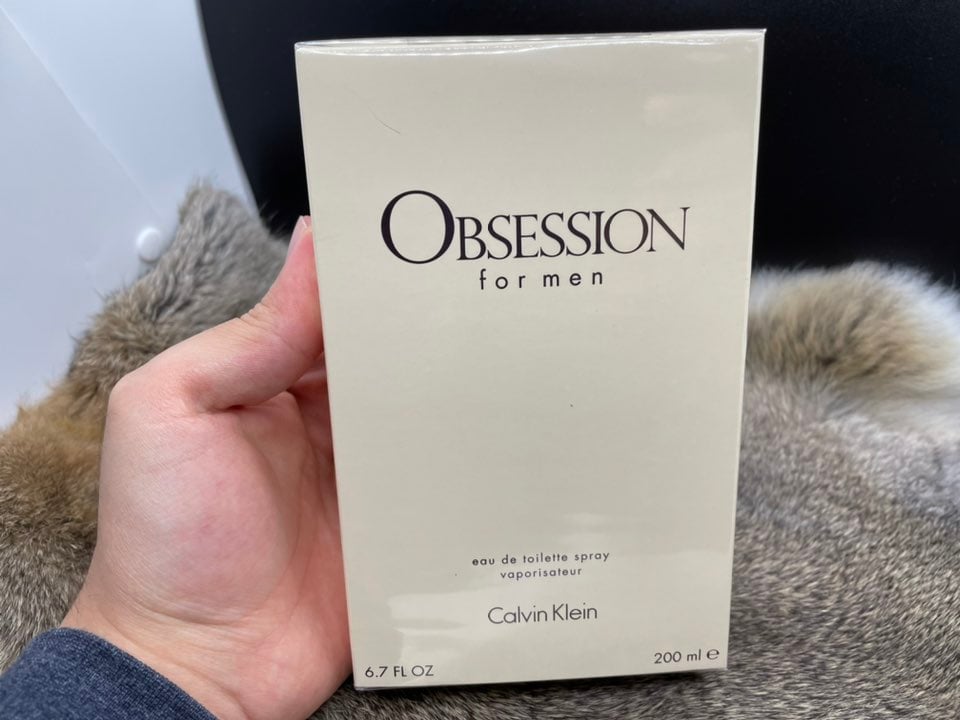 OBSESSION
for men
eau de toilette spray
vaporisateur
Calvin Klein
6.7 FL OZ
200 ml ℮